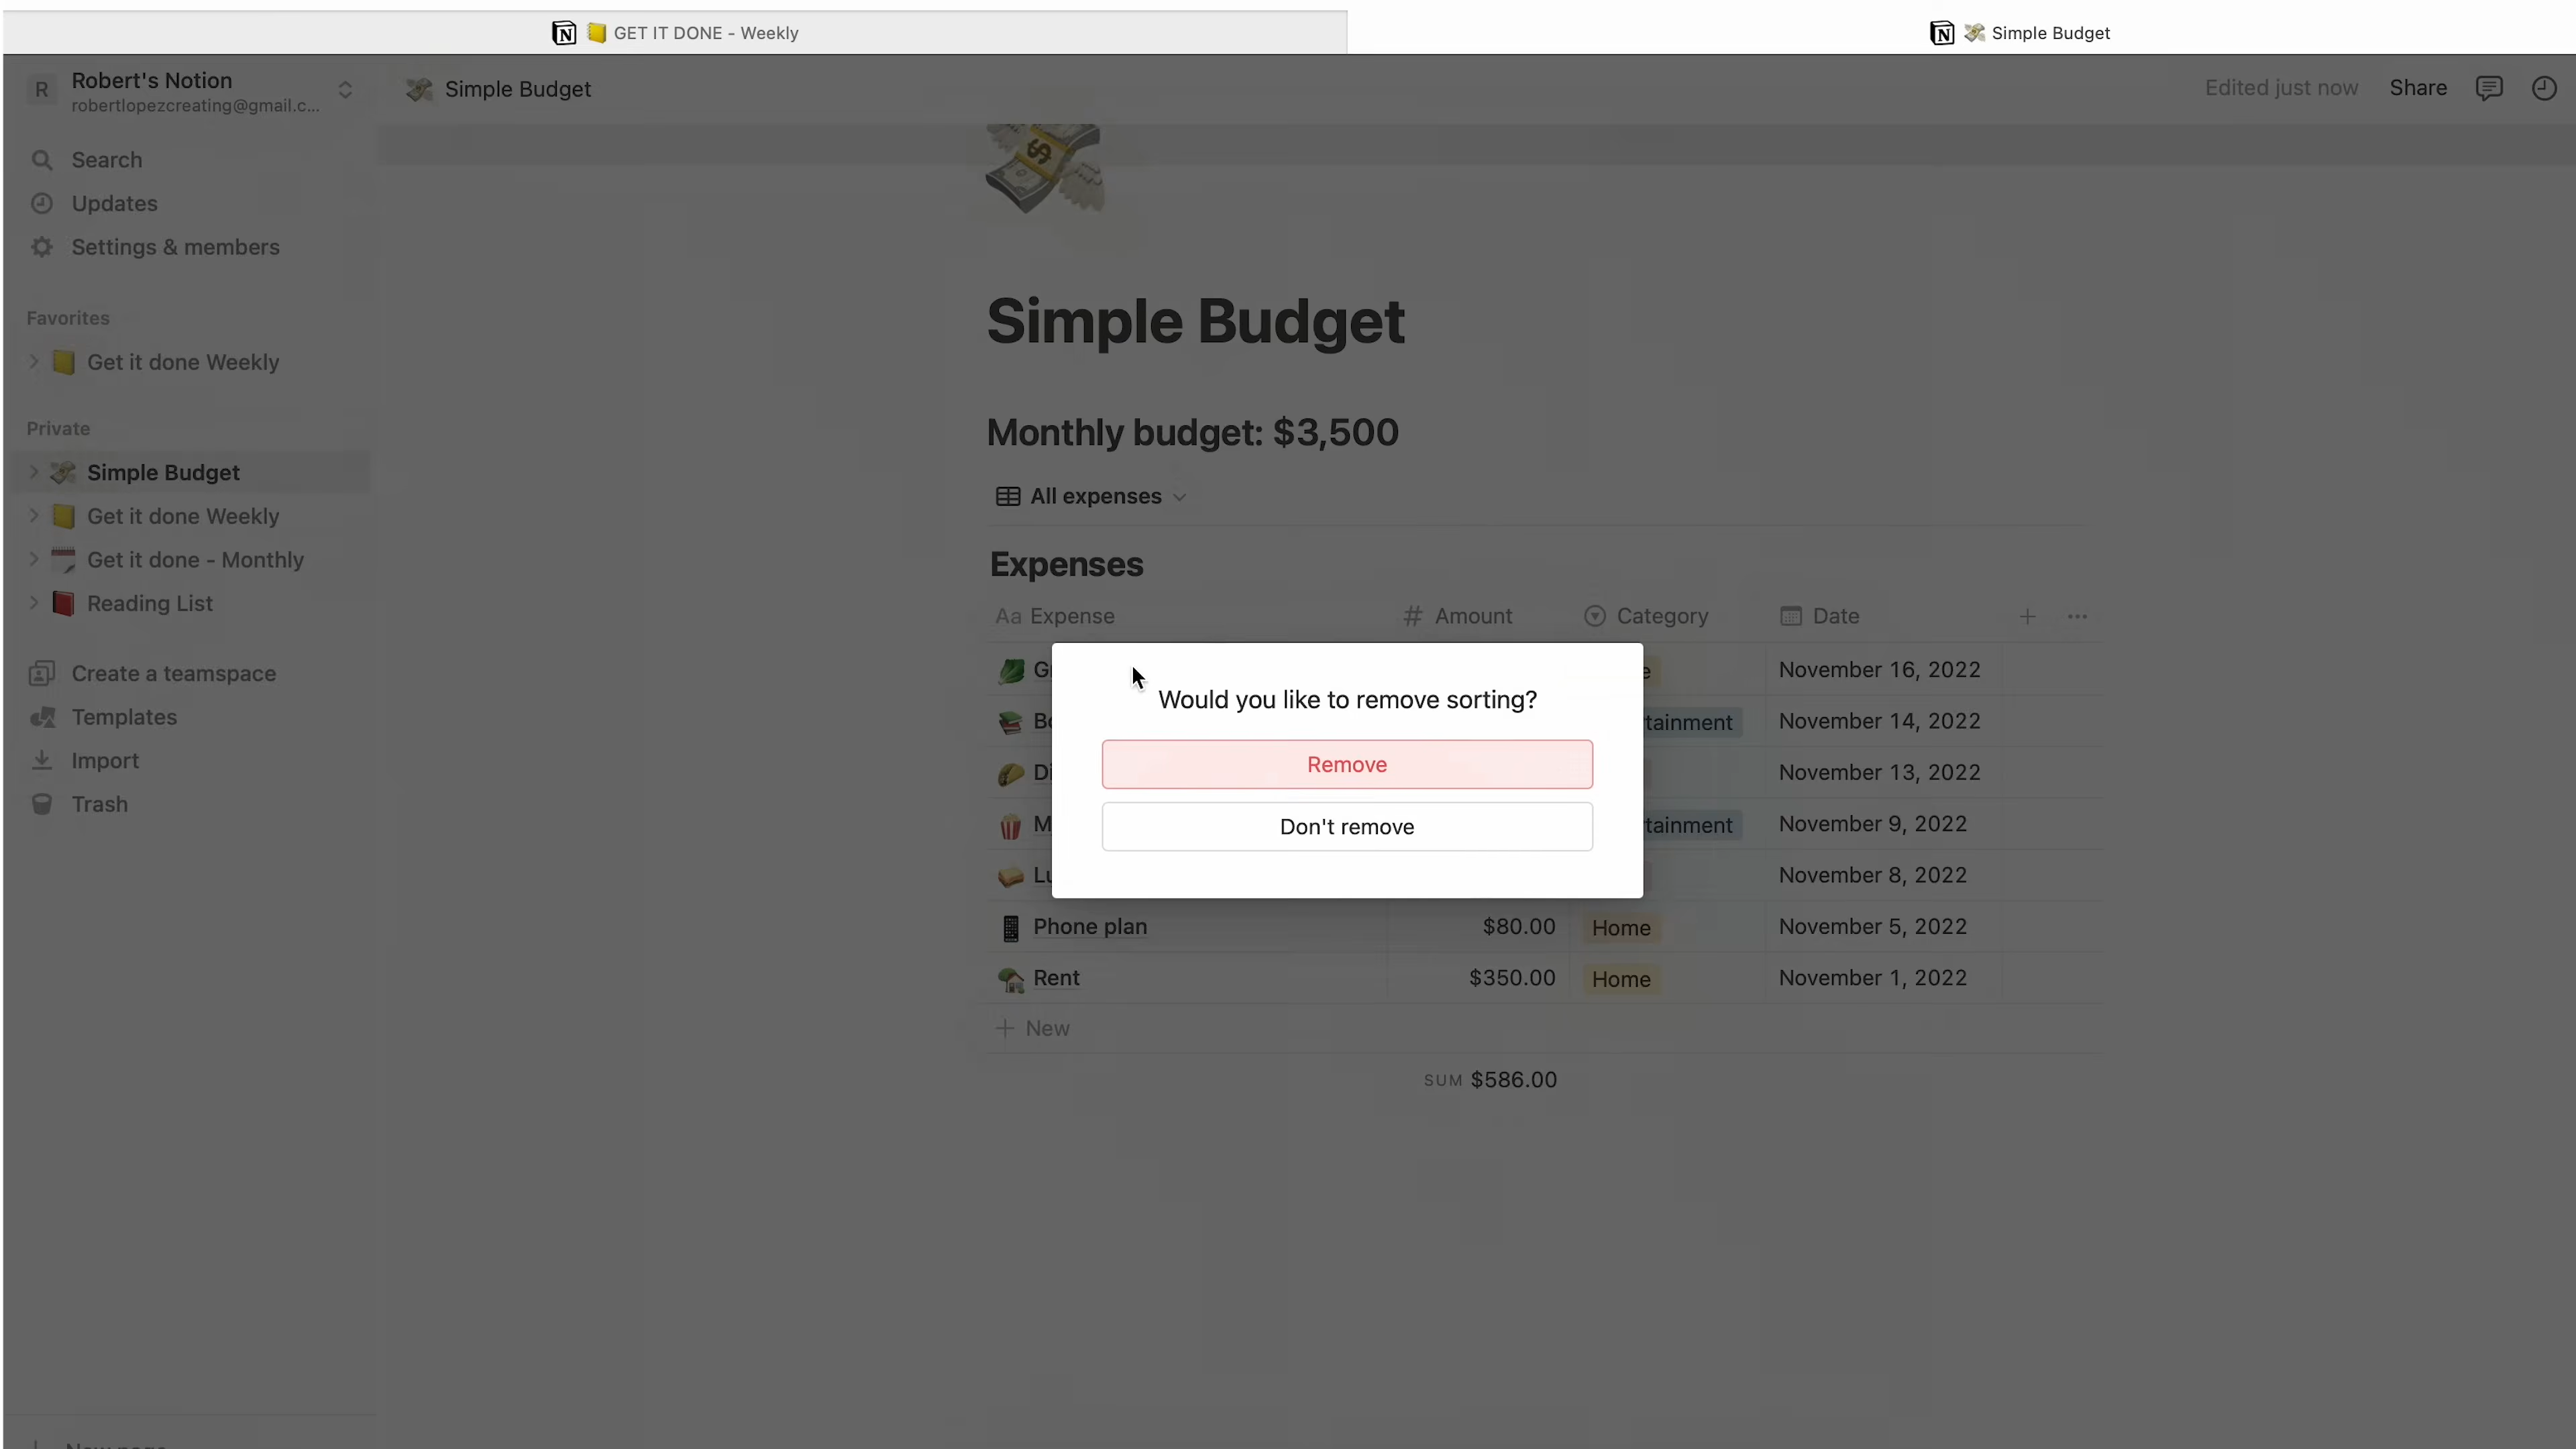 GET IT DONE - Weekly
Simple Budget
R
Robert's Notion
robertlopezcreating@gmail.c...
Simple Budget
Edited just now
Share
Search
Updates
Settings & members
Favorites
Get it done Weekly
Private
Simple Budget
Get it done Weekly
Get it done - Monthly
Reading List
Create a teamspace
Templates
Import
Trash
Simple Budget
Monthly budget: $3,500
All expenses
Expenses
Aa Expense # Amount Category Date + ...
November 16, 2022
November 14, 2022
November 13, 2022
November 9, 2022
November 8, 2022
Would you like to remove sorting?
Remove
Don't remove
Phone plan $80.00 Home November 5, 2022
Rent $350.00 Home November 1, 2022
+ New
SUM $586.00